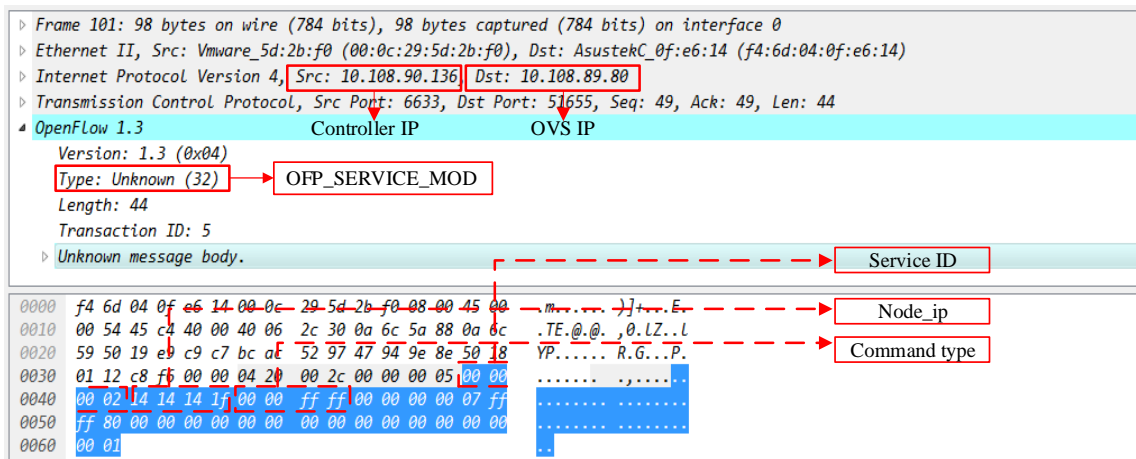 Frame 101: 98 bytes on wire (784 bits), 98 bytes captured (784 bits) on interface 0
Ethernet II, Src: Vmware_5d:2b:f0 (00:0c:29:5d:2b:f0), Dst: AsustekC_0f:e6:14 (f4:6d:04:0f:e6:14)
Internet Protocol Version 4, Src: 10.108.90.136, Dst: 10.108.89.80
Transmission Control Protocol, Src Port: 6633, Dst Port: 51655, Seq: 49, Ack: 49, Len: 44
OpenFlow 1.3 Controller IP OVS IP
Version: 1.3 (0x04)
Type: Unknown (32) OFP_SERVICE_MOD
Length: 44
Transaction ID: 5
Unknown message body. Service ID
0000 f4 6d 04 0f e6 14 00 0c 29 5d 2b f0 08 00 45 00 .m...... )]+...E. Node_ip
0010 00 54 45 c4 40 00 40 06 2c 30 0a 6c 5a 88 0a 6c .TE.@.@. ,0.lZ..l
0020 59 50 19 e9 c9 c7 bc ac 52 97 47 94 9e 8e 50 18 YP...... R.G...P. Command type
0030 01 12 c8 f6 00 00 04 20 00 2c 00 00 00 05 00 00 ....... .,......
0040 00 02 14 14 14 1f 00 00 ff ff 00 00 00 00 07 ff ........ ........
0050 ff 80 00 00 00 00 00 00 00 00 00 00 00 00 00 00 ........ ........
0060 00 01 ..